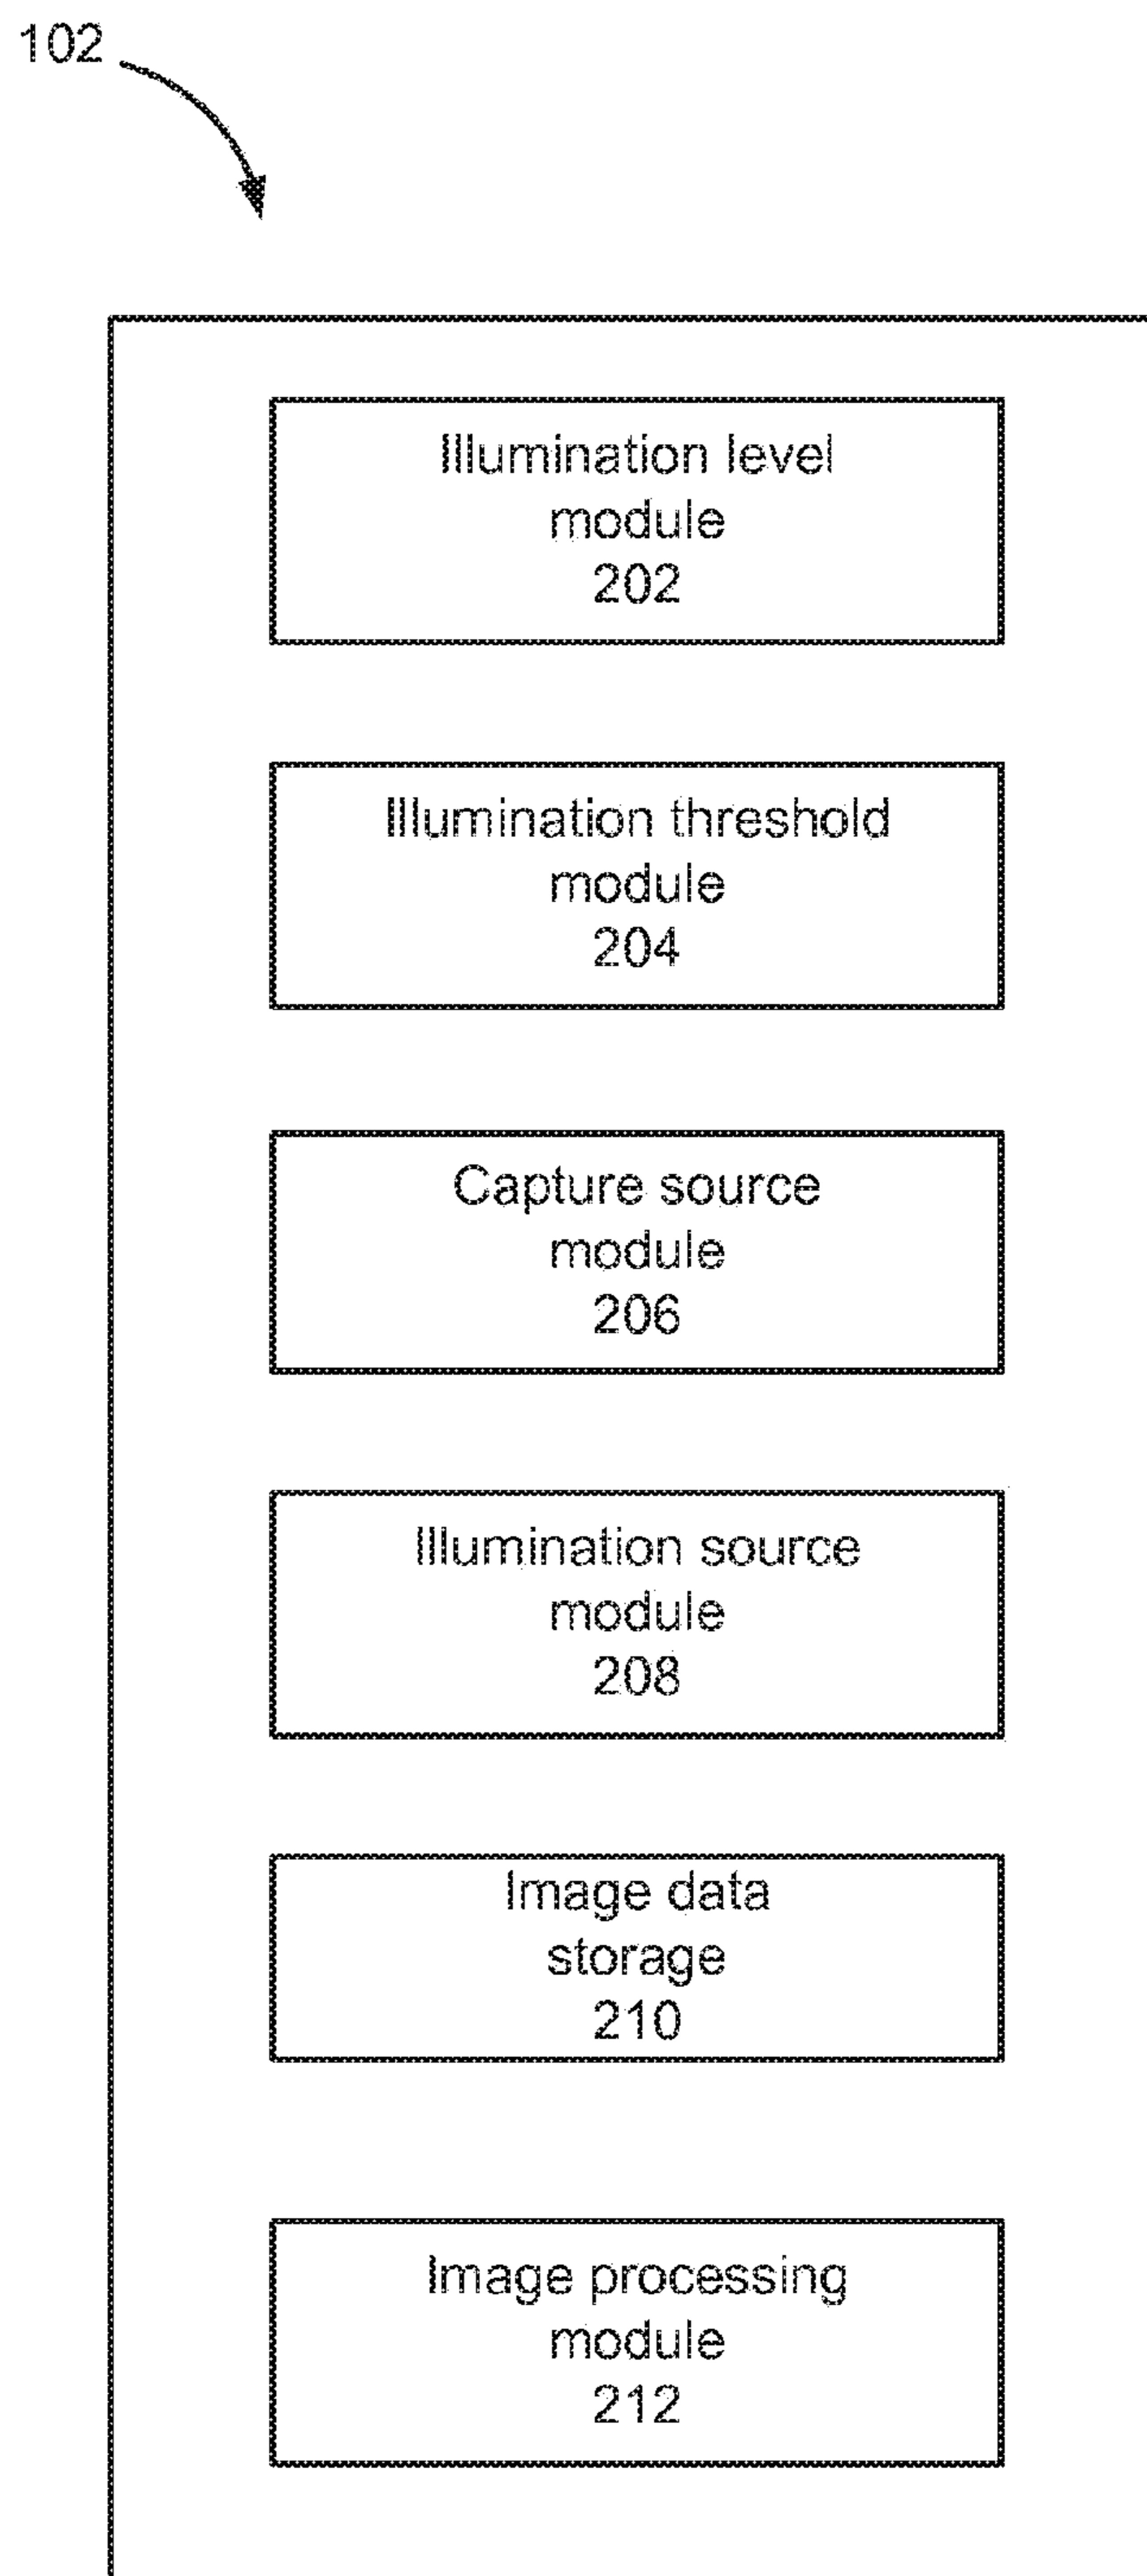 102
Illumination level
module
202
Illumination threshold
module
204
Capture source
module
206
Illumination source
module
208
Image data
storage
210
Image processing
module
212